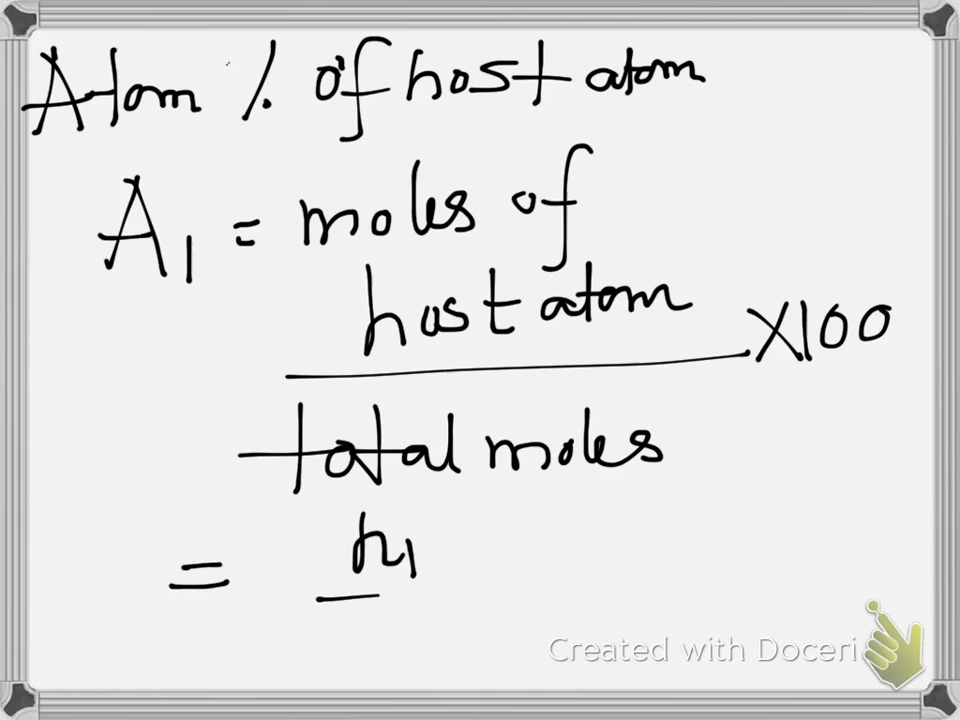 Atom % of host atom
A1 = moles of
host atom
X100
total moles
= n1
Created with Doceri